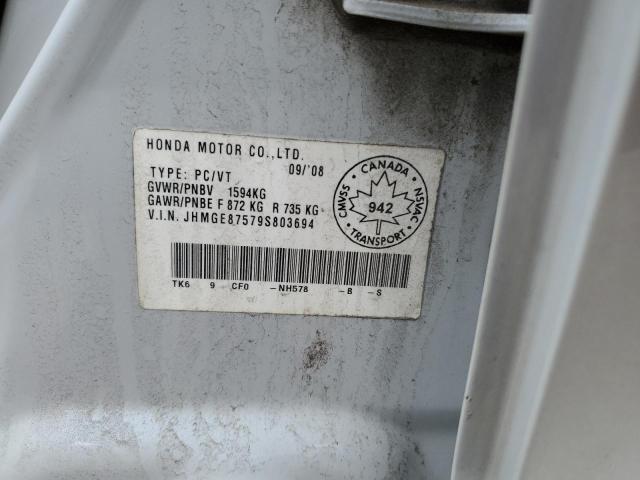 HONDA MOTOR CO.,LTD.
09/'08
TYPE: PC/VT
GVWR/PNBV 1594KG
GAWR/PNBE F 872 KG R 735 KG
V.I.N. JHMGE87579S803694
CANADA
CMVSS
NSVAC
942
TRANSPORT
TK6 9 CF0 -NH578 -B -S